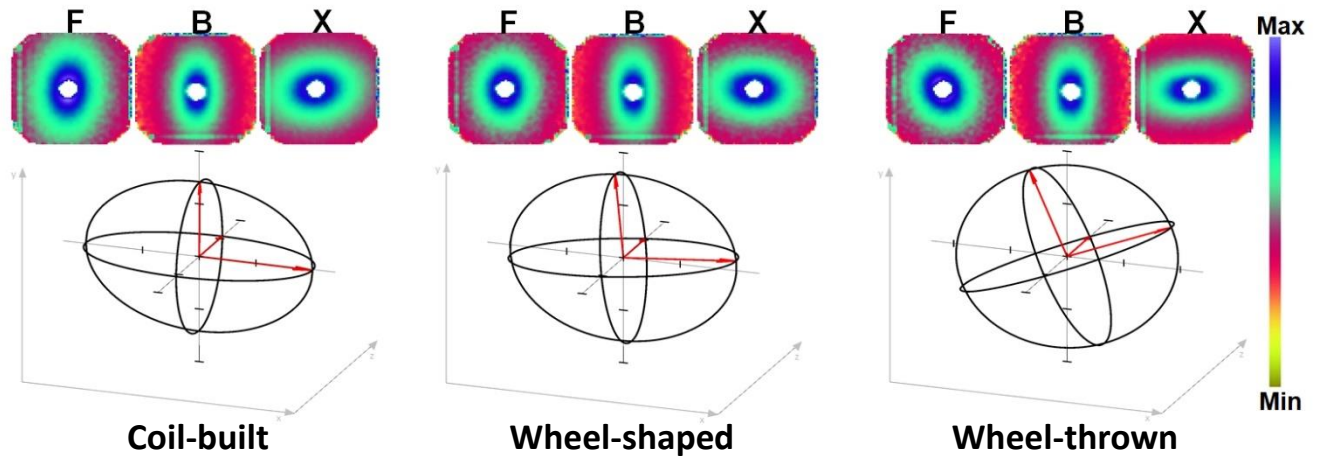 F B X F B X F B X Max
y z x y z x y z x
Min
Coil-built Wheel-shaped Wheel-thrown